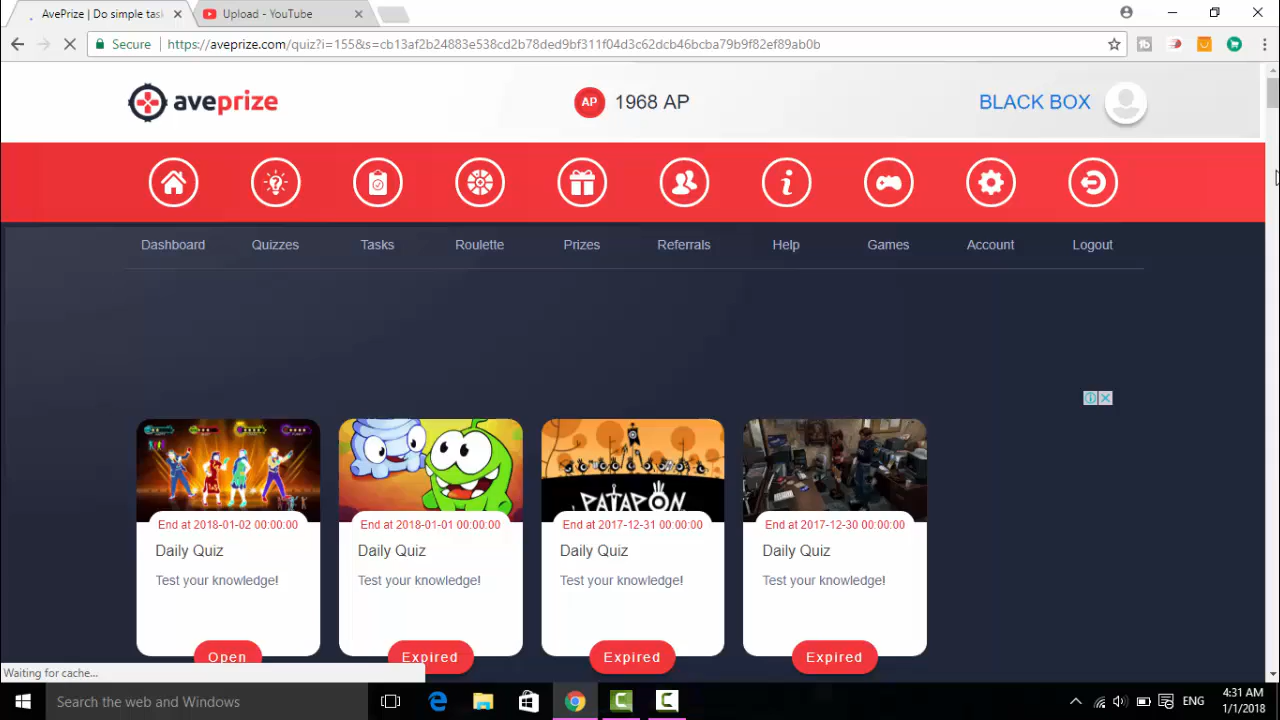 AvePrize | Do simple task
Upload - YouTube
Secure
https://aveprize.com/quiz?i=155&s=cb13af2b24883e538cd2b78ded9bf311f04d3c62dcb46bcba79b9f82ef89ab0b
aveprize
AP
1968 AP
BLACK BOX
Dashboard
Quizzes
Tasks
Roulette
Prizes
Referrals
Help
Games
Account
Logout
PATAPON
End at 2018-01-02 00:00:00
End at 2018-01-01 00:00:00
End at 2017-12-31 00:00:00
End at 2017-12-30 00:00:00
Daily Quiz
Daily Quiz
Daily Quiz
Daily Quiz
Test your knowledge!
Test your knowledge!
Test your knowledge!
Test your knowledge!
Open
Expired
Expired
Expired
Waiting for cache...
Search the web and Windows
ENG
4:31 AM
1/1/2018